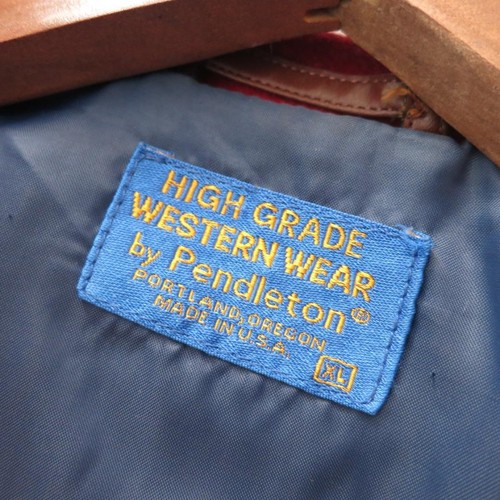 HIGH GRADE
WESTERN WEAR
by Pendleton®
PORTLAND, OREGON
MADE IN U.S.A.
XL